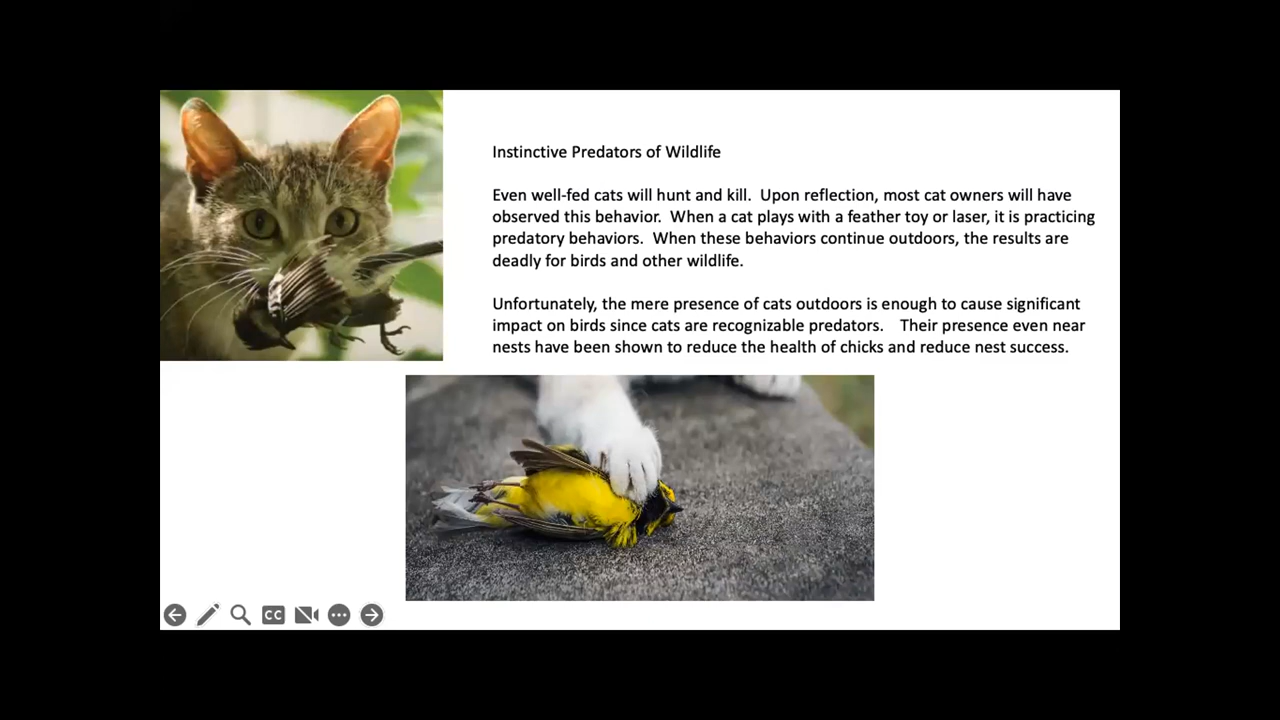 Instinctive Predators of Wildlife
Even well-fed cats will hunt and kill.  Upon reflection, most cat owners will have
observed this behavior.  When a cat plays with a feather toy or laser, it is practicing
predatory behaviors.  When these behaviors continue outdoors, the results are
deadly for birds and other wildlife.
Unfortunately, the mere presence of cats outdoors is enough to cause significant
impact on birds since cats are recognizable predators.    Their presence even near
nests have been shown to reduce the health of chicks and reduce nest success.
CC